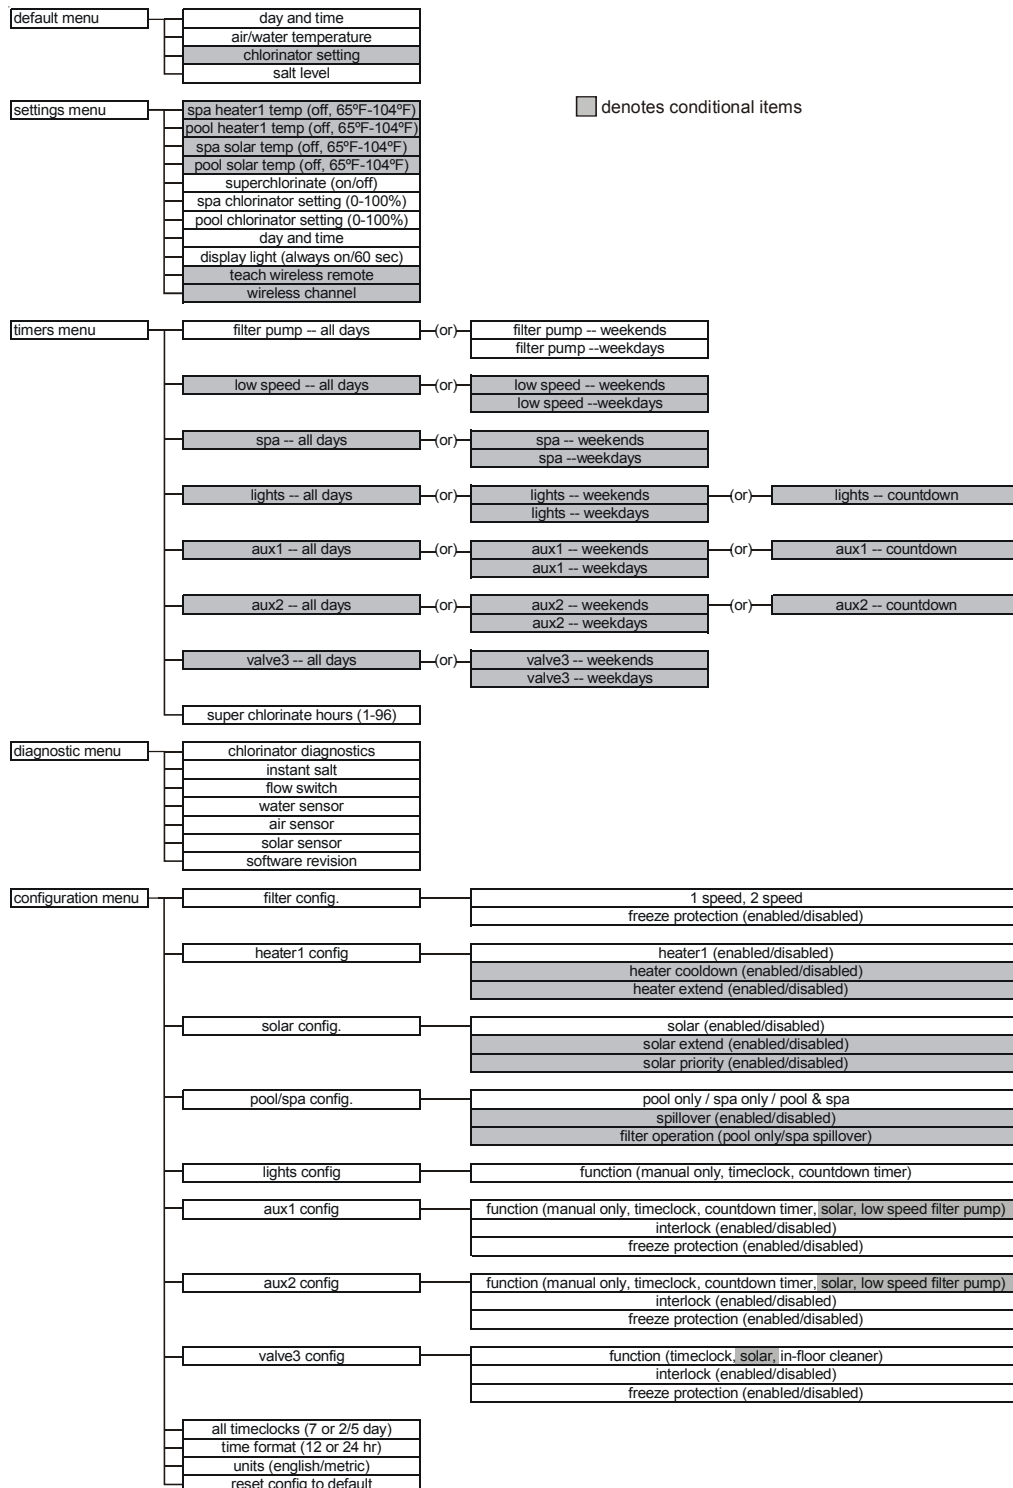 default menu
day and time
air/water temperature
chlorinator setting
salt level
denotes conditional items
settings menu
spa heater1 temp (off, 65ºF-104ºF)
pool heater1 temp (off, 65ºF-104ºF)
spa solar temp (off, 65ºF-104ºF)
pool solar temp (off, 65ºF-104ºF)
superchlorinate (on/off)
spa chlorinator setting (0-100%)
pool chlorinator setting (0-100%)
day and time
display light (always on/60 sec)
teach wireless remote
wireless channel
timers menu
filter pump -- all days (or) filter pump -- weekends
filter pump --weekdays
low speed -- all days (or) low speed -- weekends
low speed --weekdays
spa -- all days (or) spa -- weekends
spa --weekdays
lights -- all days (or) lights -- weekends (or) lights -- countdown
lights -- weekdays
aux1 -- all days (or) aux1 -- weekends (or) aux1 -- countdown
aux1 -- weekdays
aux2 -- all days (or) aux2 -- weekends (or) aux2 -- countdown
aux2 -- weekdays
valve3 -- all days (or) valve3 -- weekends
valve3 -- weekdays
super chlorinate hours (1-96)
diagnostic menu
chlorinator diagnostics
instant salt
flow switch
water sensor
air sensor
solar sensor
software revision
configuration menu
filter config.
1 speed, 2 speed
freeze protection (enabled/disabled)
heater1 config
heater1 (enabled/disabled)
heater cooldown (enabled/disabled)
heater extend (enabled/disabled)
solar config.
solar (enabled/disabled)
solar extend (enabled/disabled)
solar priority (enabled/disabled)
pool/spa config.
pool only / spa only / pool & spa
spillover (enabled/disabled)
filter operation (pool only/spa spillover)
lights config
function (manual only, timeclock, countdown timer)
aux1 config
function (manual only, timeclock, countdown timer, solar, low speed filter pump)
interlock (enabled/disabled)
freeze protection (enabled/disabled)
aux2 config
function (manual only, timeclock, countdown timer, solar, low speed filter pump)
interlock (enabled/disabled)
freeze protection (enabled/disabled)
valve3 config
function (timeclock, solar, in-floor cleaner)
interlock (enabled/disabled)
freeze protection (enabled/disabled)
all timeclocks (7 or 2/5 day)
time format (12 or 24 hr)
units (english/metric)
reset config to default